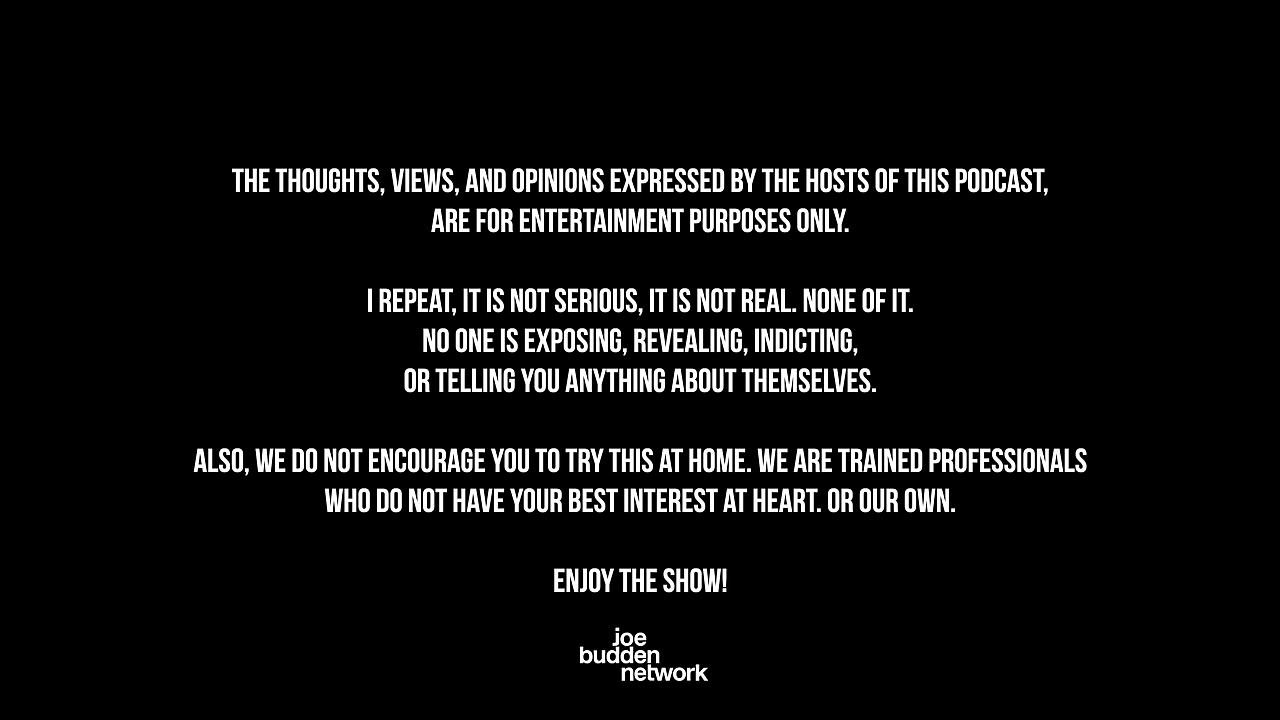 THE THOUGHTS, VIEWS, AND OPINIONS EXPRESSED BY THE HOSTS OF THIS PODCAST,
ARE FOR ENTERTAINMENT PURPOSES ONLY.
I REPEAT, IT IS NOT SERIOUS, IT IS NOT REAL. NONE OF IT.
NO ONE IS EXPOSING, REVEALING, INDICTING,
OR TELLING YOU ANYTHING ABOUT THEMSELVES.
ALSO, WE DO NOT ENCOURAGE YOU TO TRY THIS AT HOME. WE ARE TRAINED PROFESSIONALS
WHO DO NOT HAVE YOUR BEST INTEREST AT HEART. OR OUR OWN.
ENJOY THE SHOW!
joe
budden
network